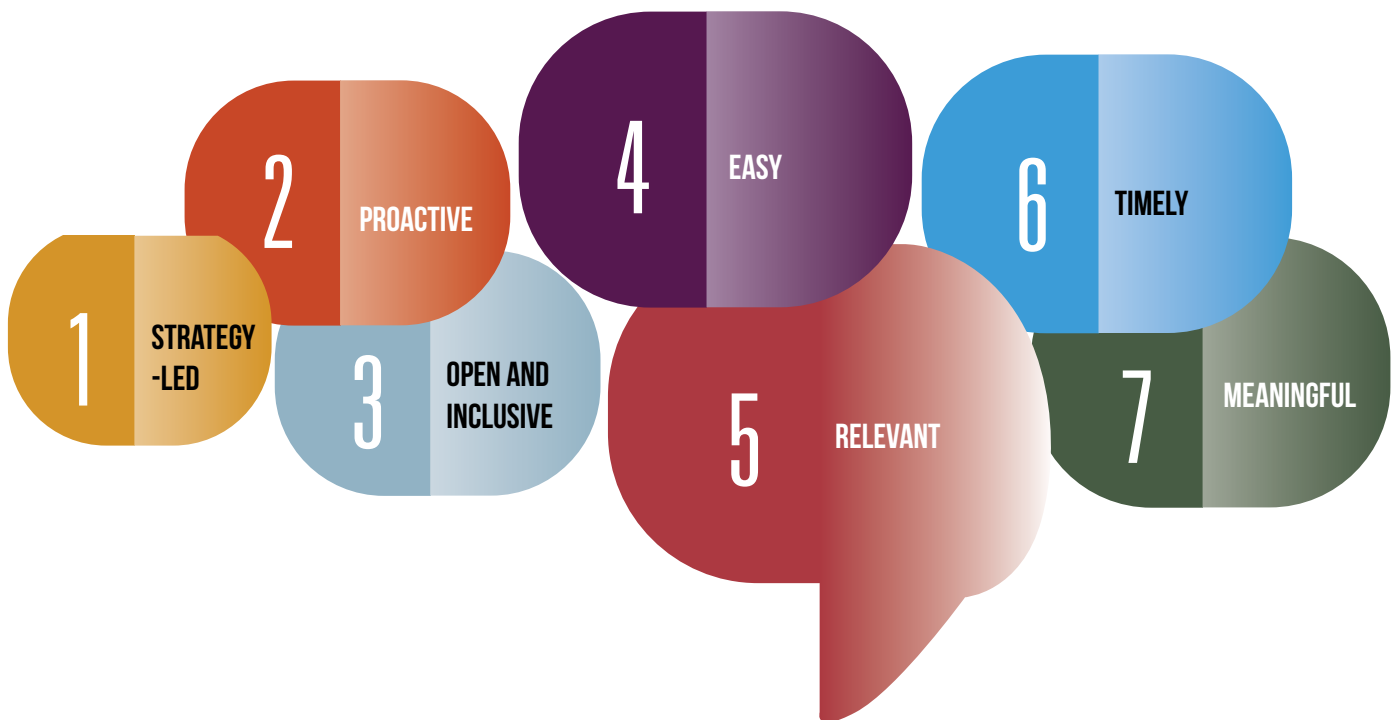 1
STRATEGY
-LED
2
PROACTIVE
3
OPEN AND
INCLUSIVE
4
EASY
5
RELEVANT
6
TIMELY
7
MEANINGFUL